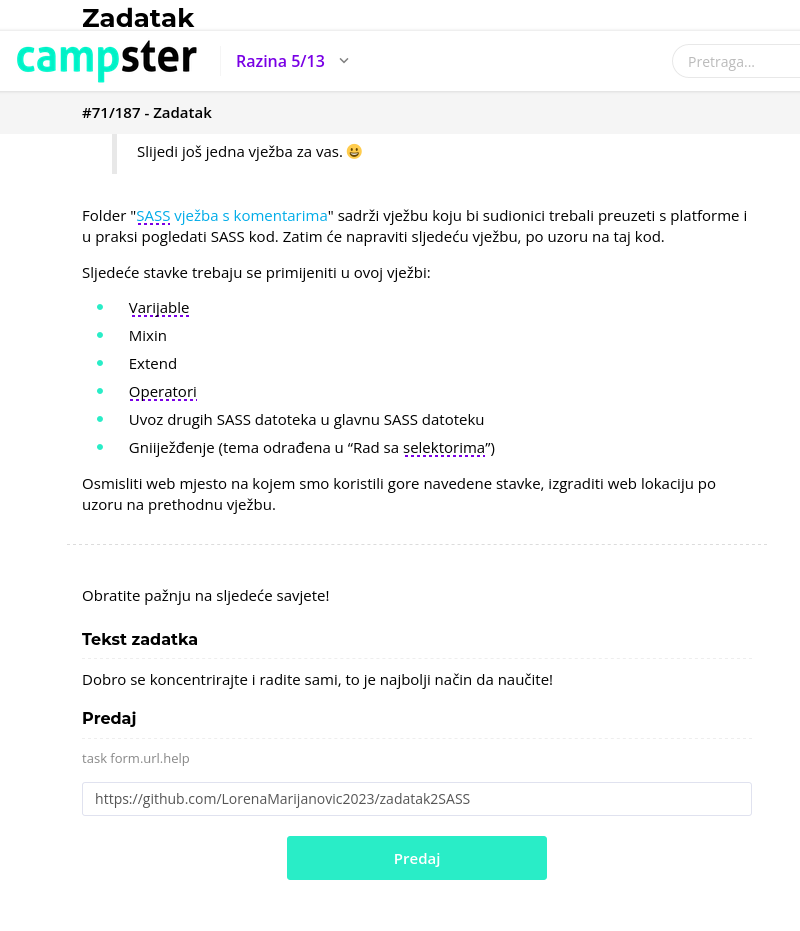 Zadatak
campster
Razina 5/13
Pretraga...
#71/187 - Zadatak
Slijedi još jedna vježba za vas. 😀
Folder "SASS vježba s komentarima" sadrži vježbu koju bi sudionici trebali preuzeti s platforme i
u praksi pogledati SASS kod. Zatim će napraviti sljedeću vježbu, po uzoru na taj kod.
Sljedeće stavke trebaju se primijeniti u ovoj vježbi:
Varijable
Mixin
Extend
Operatori
Uvoz drugih SASS datoteka u glavnu SASS datoteku
Gniiježđenje (tema odrađena u “Rad sa selektorima”)
Osmisliti web mjesto na kojem smo koristili gore navedene stavke, izgraditi web lokaciju po
uzoru na prethodnu vježbu.
Obratite pažnju na sljedeće savjete!
Tekst zadatka
Dobro se koncentrirajte i radite sami, to je najbolji način da naučite!
Predaj
task form.url.help
https://github.com/LorenaMarijanovic2023/zadatak2SASS
Predaj